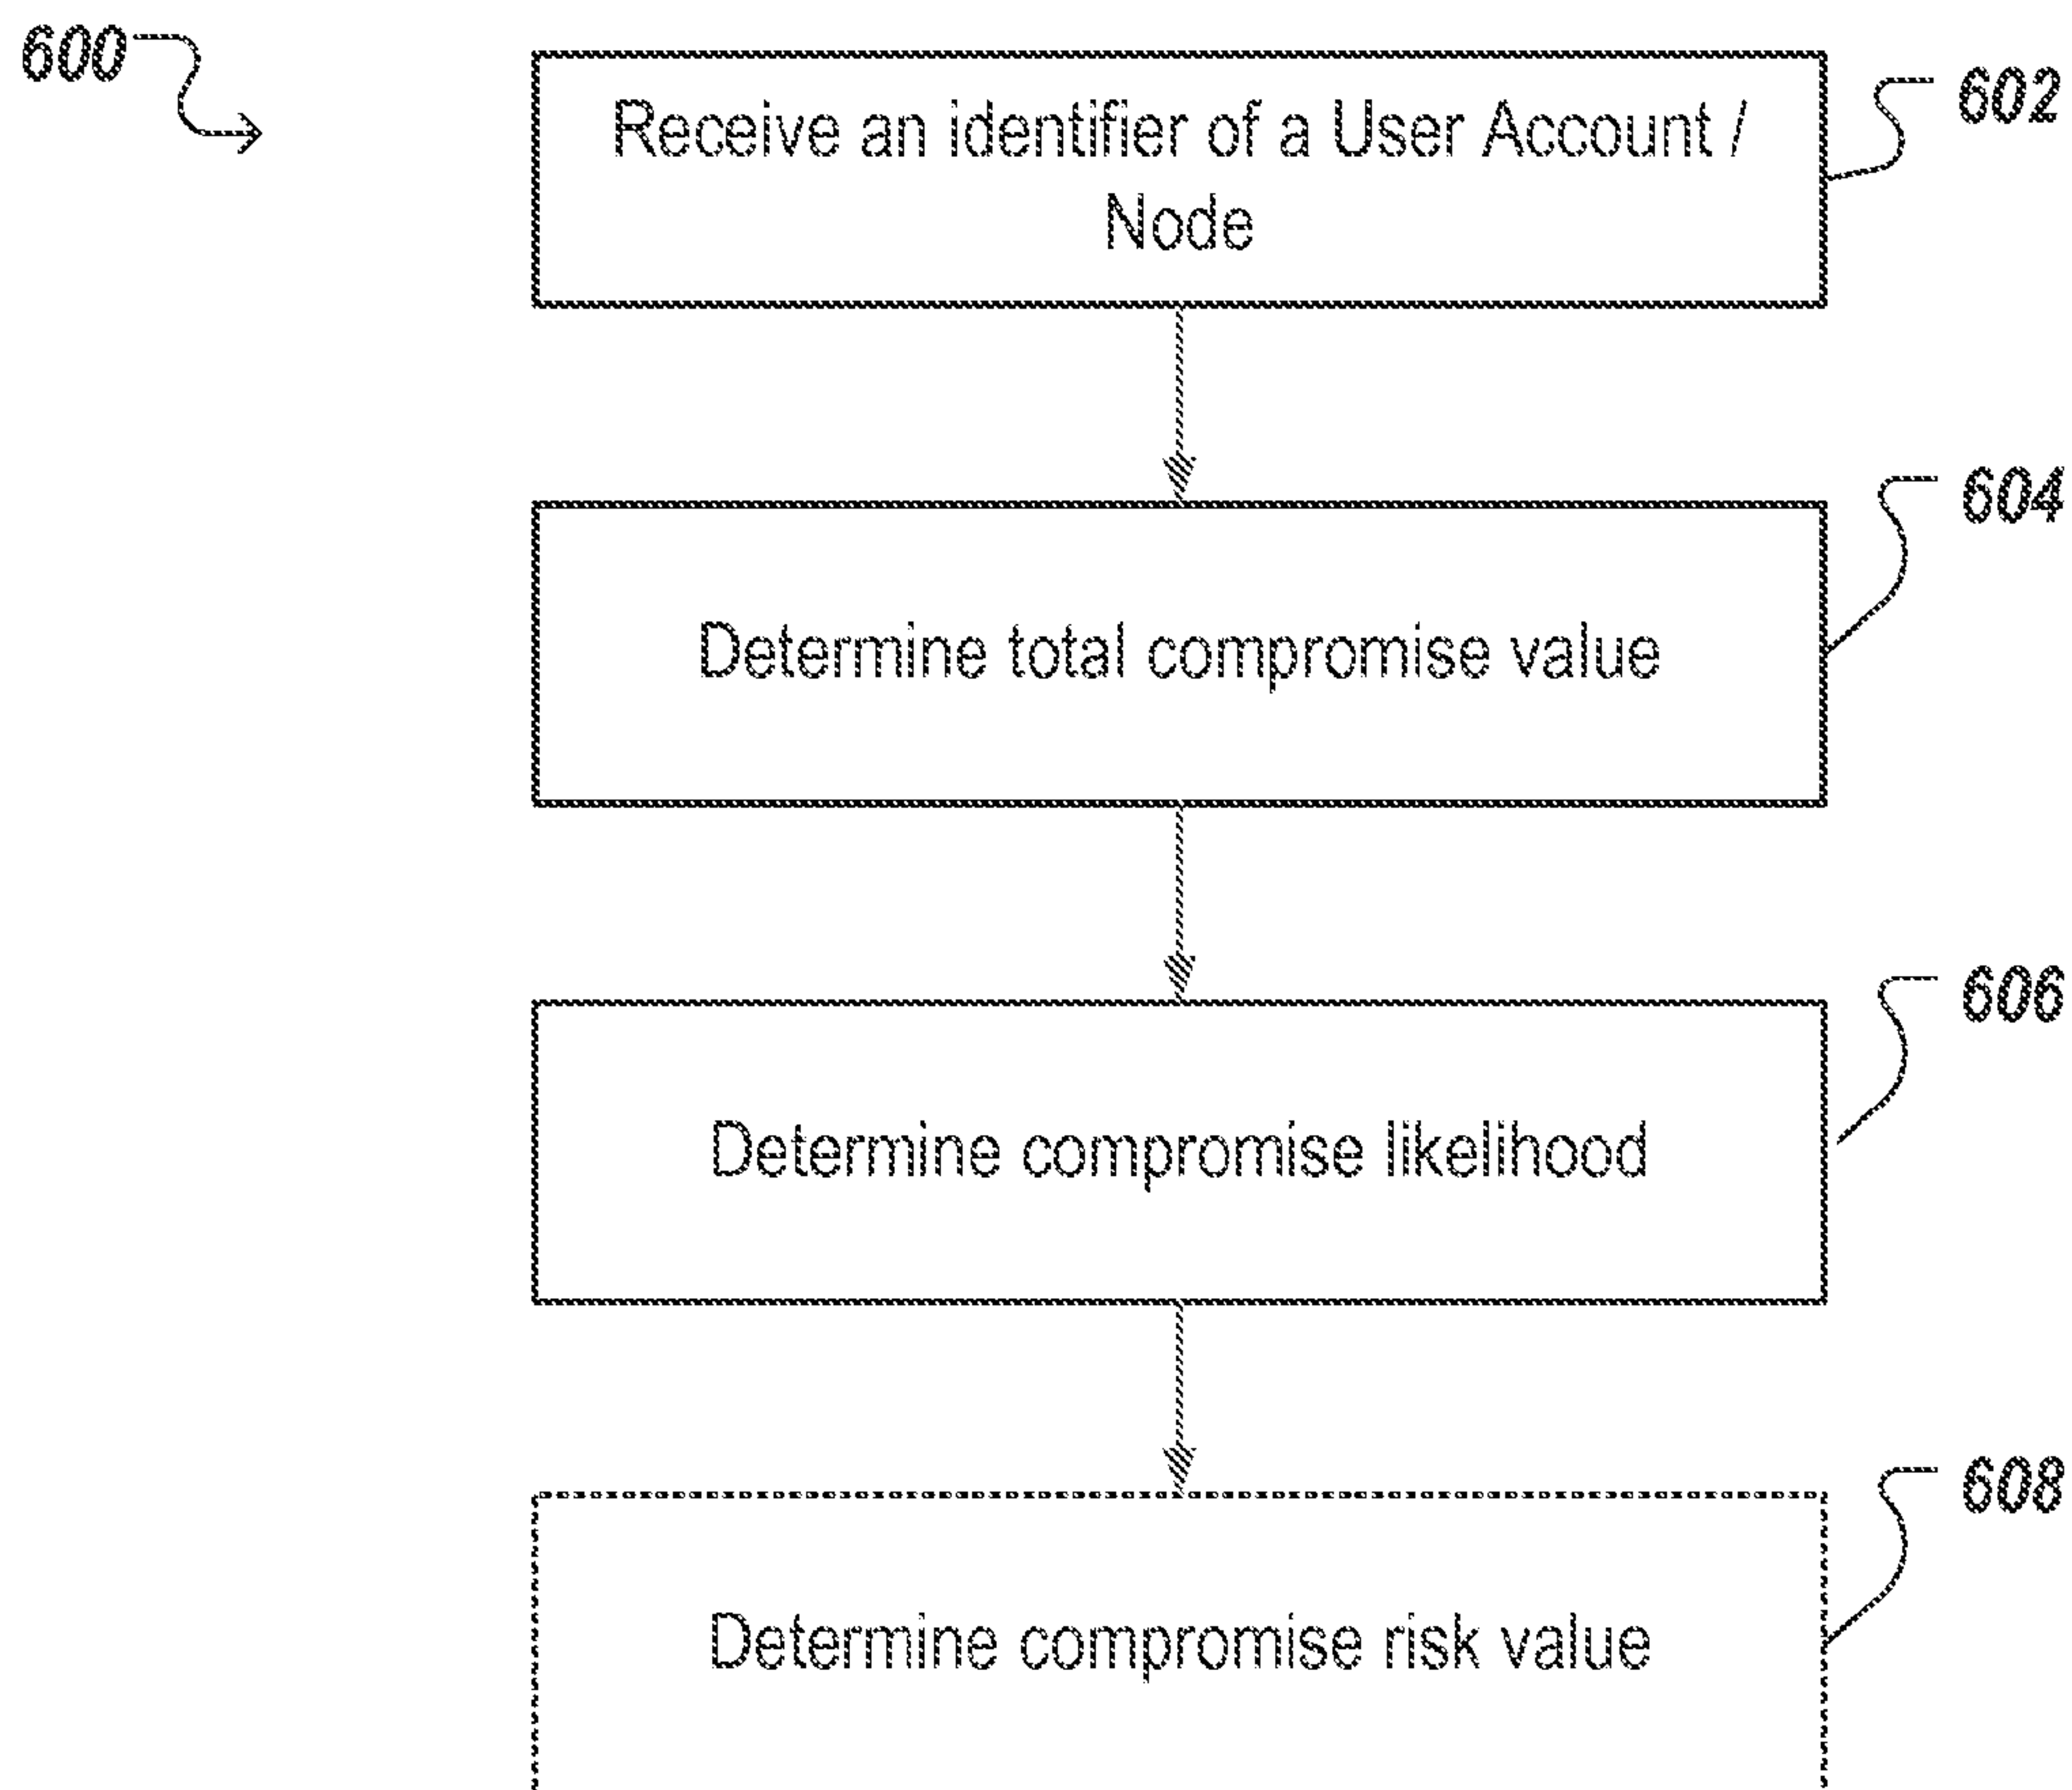 600
Receive an identifier of a User Account /
Node
602
Determine total compromise value
604
Determine compromise likelihood
606
Determine compromise risk value
608